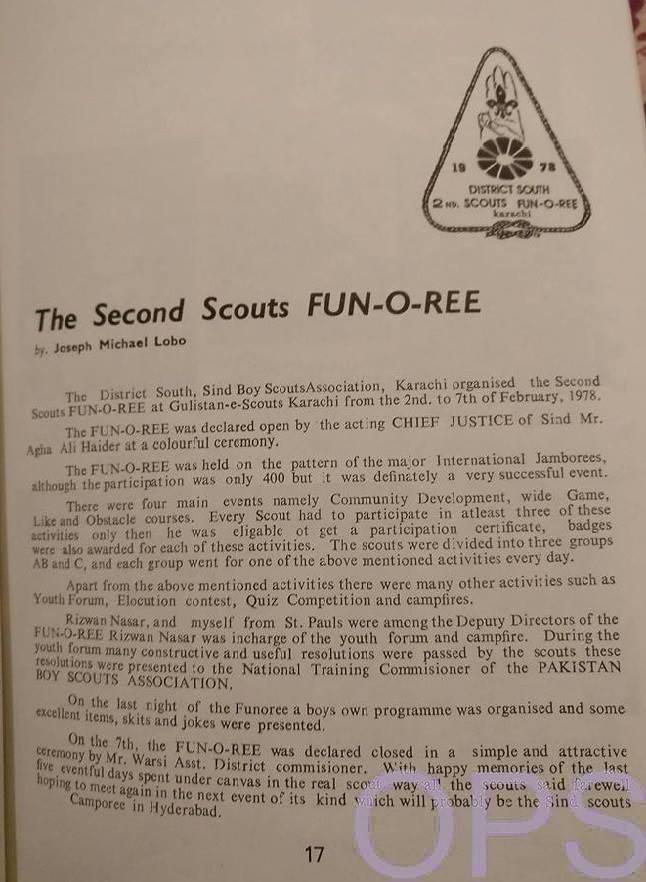 19 78
DISTRICT SOUTH
2ND. SCOUTS FUN-O-REE
karachi
The Second Scouts FUN-O-REE
by. Joseph Michael Lobo
The District South, Sind Boy ScoutsAssociation, Karachi organised the Second
Scouts FUN-O-REE at Gulistan-e-Scouts Karachi from the 2nd. to 7th of February, 1978.
The FUN-O-REE was declared open by the acting CHIEF JUSTICE of Sind Mr.
Agha Ali Haider at a colourful ceremony.
The FUN-O-REE was held on the pattern of the major International Jamborees,
although the participation was only 400 but it was definately a very successful event.
There were four main events namely Community Development, wide Game,
Like and Obstacle courses. Every Scout had to participate in atleast three of these
activities only then he was eligable ot get a participation certificate, badges
were also awarded for each of these activities. The scouts were divided into three groups
AB and C, and each group went for one of the above mentioned activities every day.
Apart from the above mentioned activities there were many other activities such as
Youth Forum, Elocution contest, Quiz Competition and campfires.
Rizwan Nasar, and myself from St. Pauls were among the Deputy Directors of the
FUN-O-REE Rizwan Nasar was incharge of the youth forum and campfire. During the
youth forum many constructive and useful resolutions were passed by the scouts these
resolutions were presented to the National Training Commisioner of the PAKISTAN
BOY SCOUTS ASSOCIATION.
On the last night of the Funoree a boys own programme was organised and some
excellent items, skits and jokes were presented.
On the 7th, the FUN-O-REE was declared closed in a simple and attractive
ceremony by Mr. Warsi Asst. District commisioner. With happy memories of the last
five eventful days spent under canvas in the real scout way all the scouts said farewell
hoping to meet again in the next event of its kind which will probably be the Sind scouts
Camporee in Hyderabad.
17
OPS